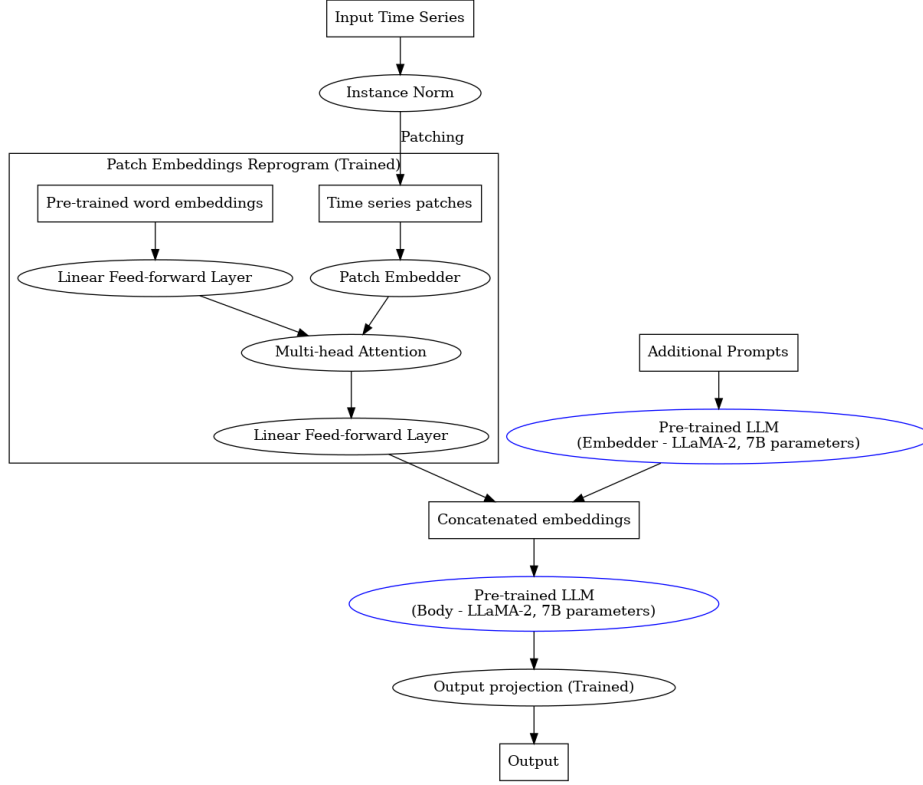 Input Time Series
Instance Norm
Patching
Patch Embeddings Reprogram (Trained)
Pre-trained word embeddings
Time series patches
Linear Feed-forward Layer
Patch Embedder
Multi-head Attention
Additional Prompts
Linear Feed-forward Layer
Pre-trained LLM
(Embedder - LLaMA-2, 7B parameters)
Concatenated embeddings
Pre-trained LLM
(Body - LLaMA-2, 7B parameters)
Output projection (Trained)
Output